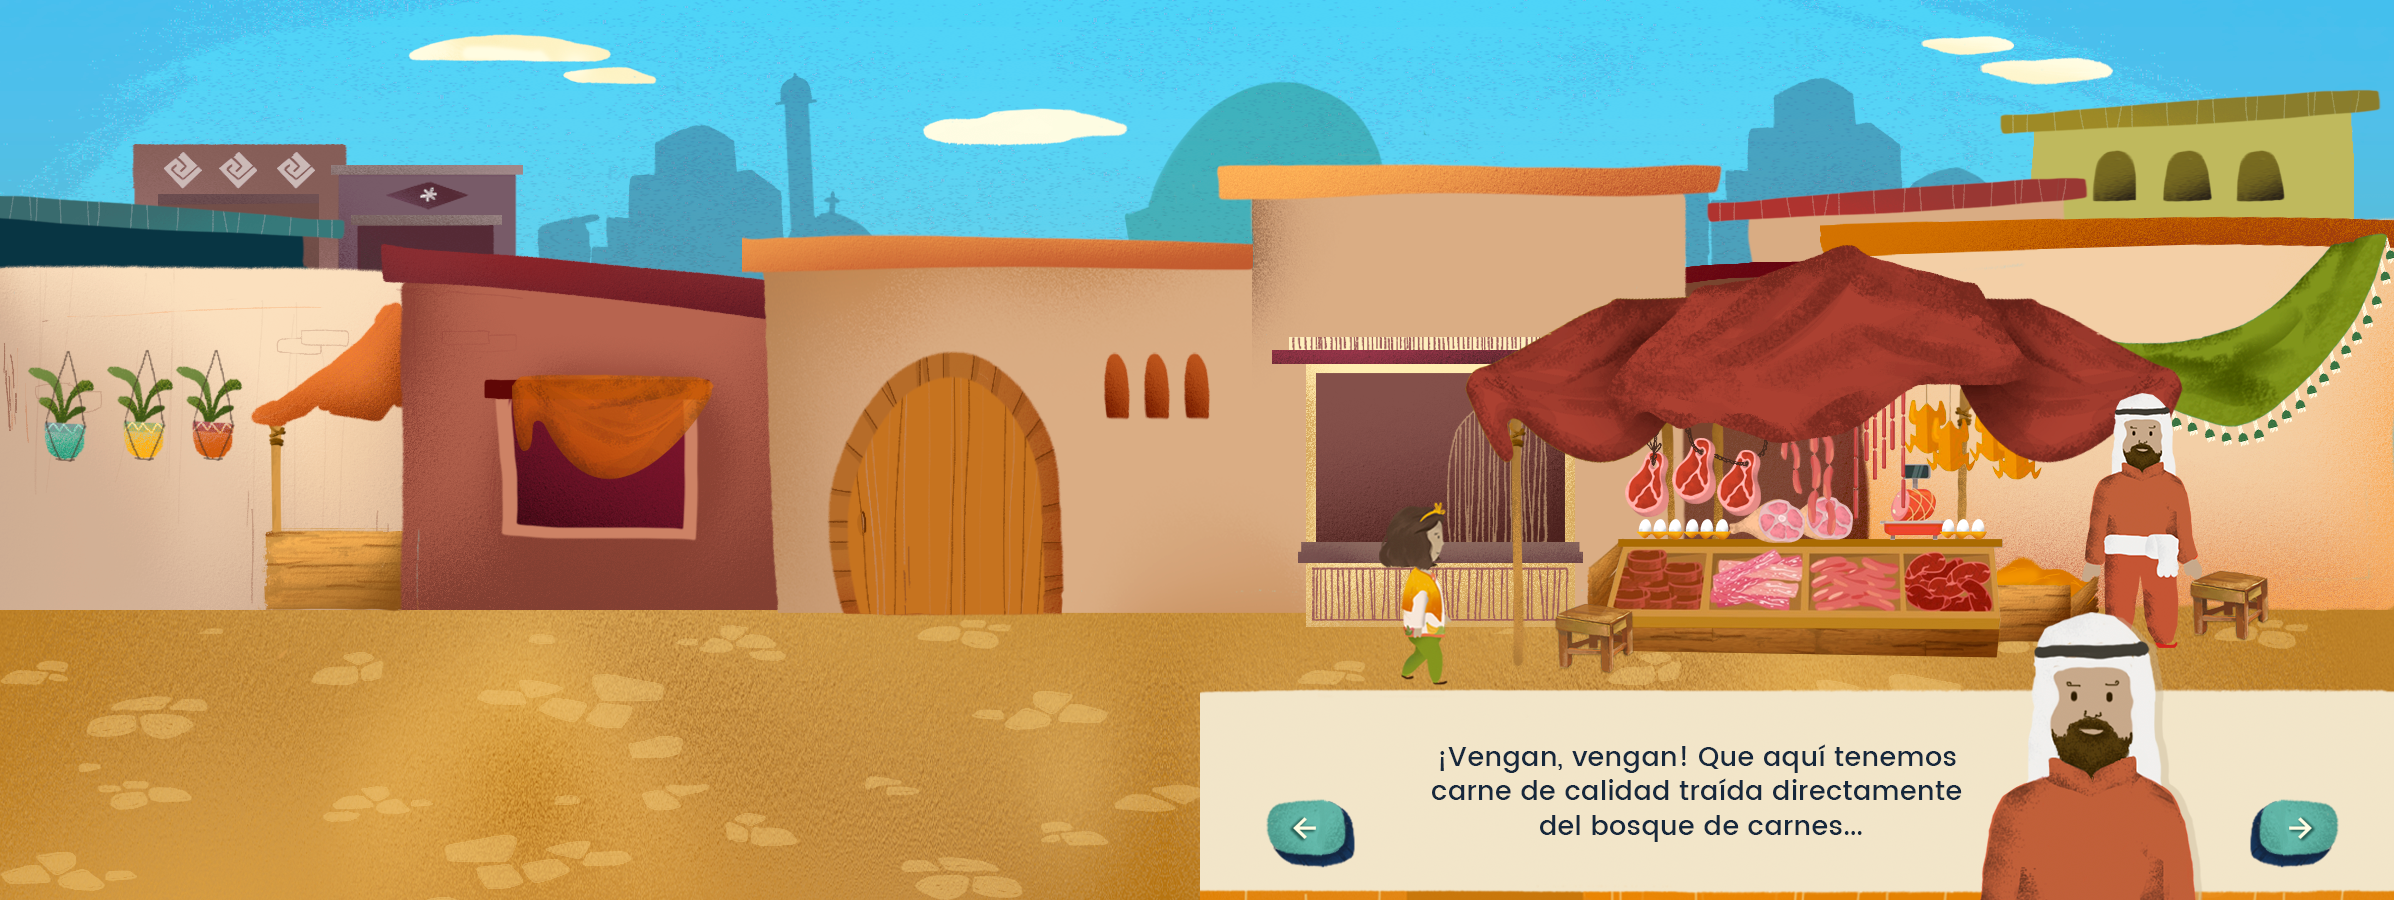 ¡Vengan, vengan! Que aquí tenemos
carne de calidad traída directamente
del bosque de carnes...